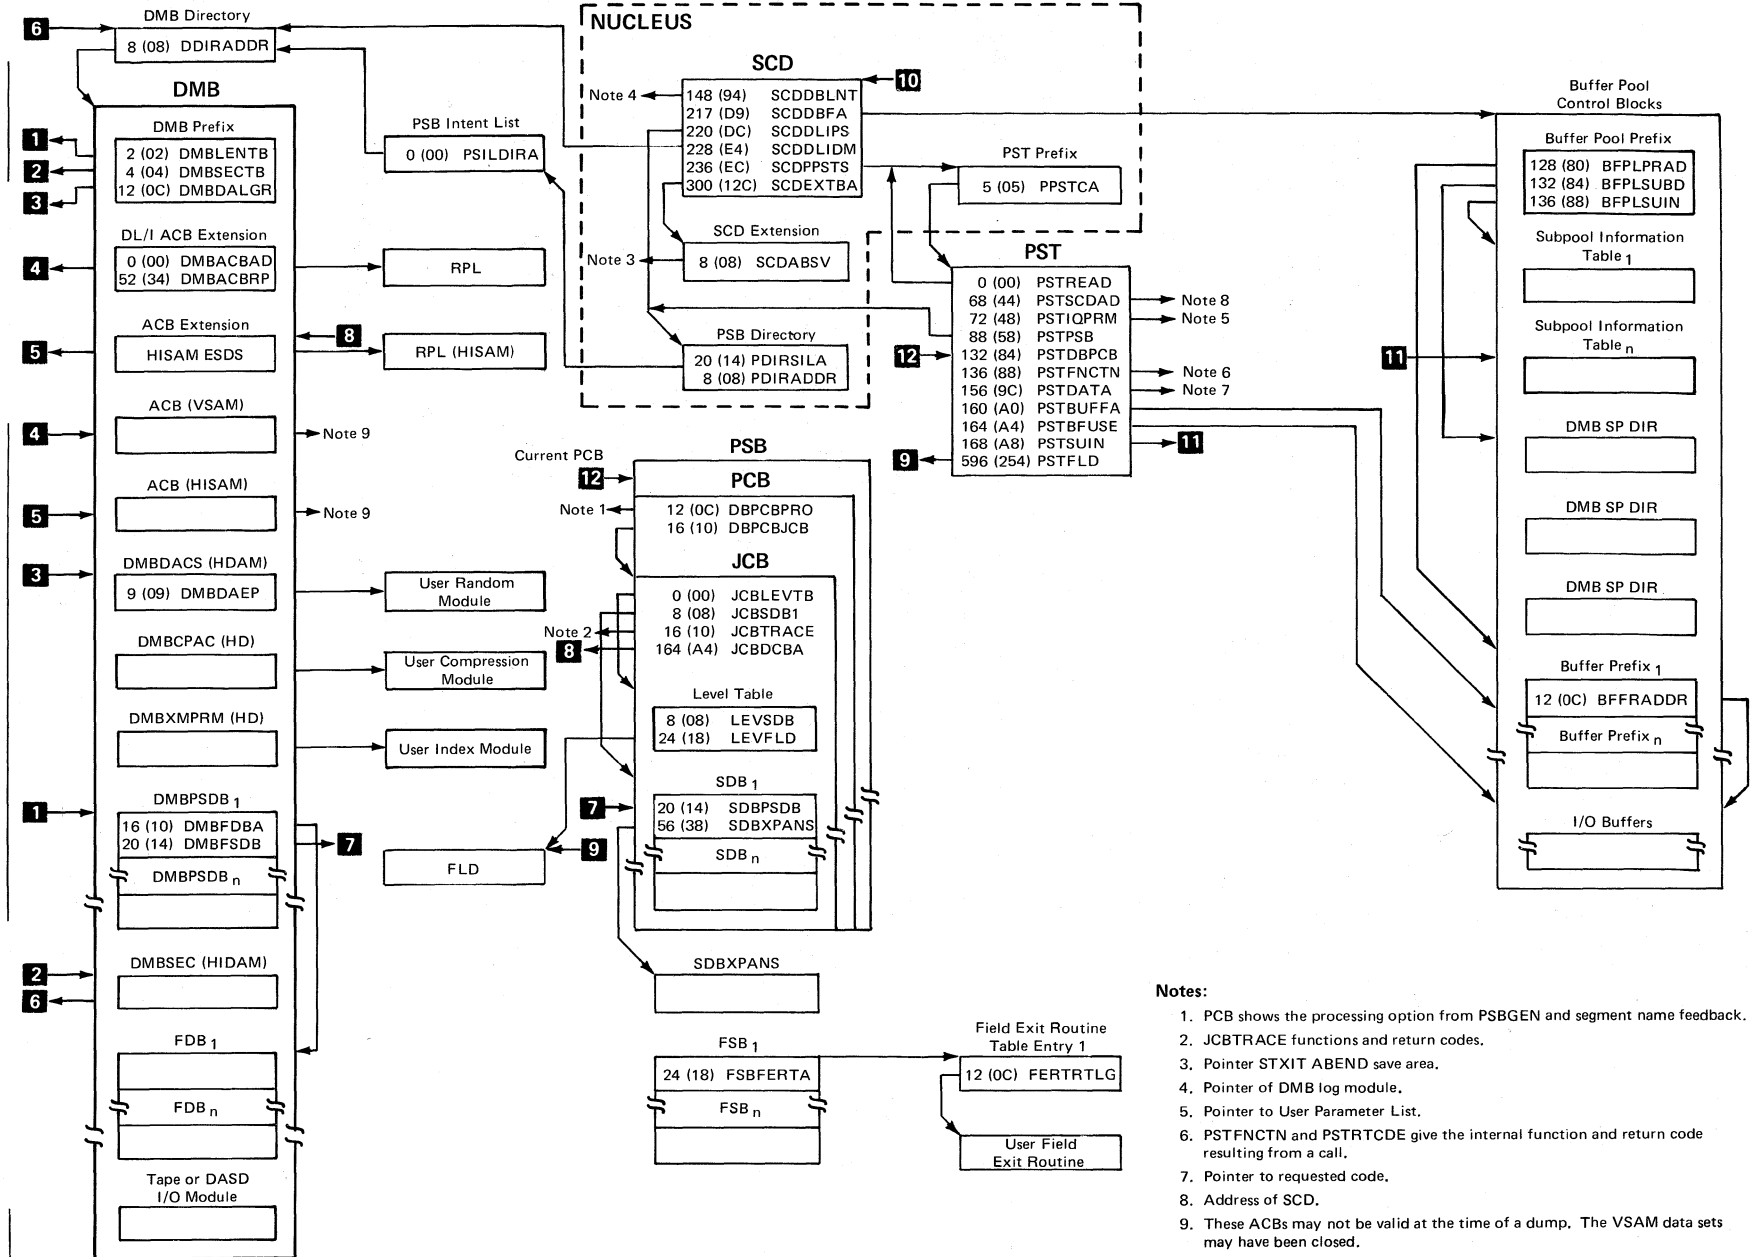 DMB Directory
6
8 (08) DDIRADDR
DMB
DMB Prefix
1
2 (02) DMBLENTB
2
4 (04) DMBSECTB
3
12 (0C) DMBDALGR
DL/I ACB Extension
4
0 (00) DMBACBAD
52 (34) DMBACBRP
RPL
ACB Extension
5
HISAM ESDS
8
RPL (HISAM)
ACB (VSAM)
4
Note 9
ACB (HISAM)
5
Note 9
DMBDACS (HDAM)
3
9 (09) DMBDAEP
User Random
Module
DMBCPAC (HD)
User Compression
Module
DMBXMPRM (HD)
User Index Module
DMBPSDB 1
1
16 (10) DMBFDBA
20 (14) DMBFSDB
7
DMBPSDB n
DMBSEC (HIDAM)
2
6
FDB 1
FDB n
Tape or DASD
I/O Module
PSB Intent List
0 (00) PSILDIRA
FLD
9
NUCLEUS
SCD
10
Note 4
148 (94) SCDDBLNT
217 (D9) SCDDBFA
220 (DC) SCDDLIPS
228 (E4) SCDDLIDM
236 (EC) SCDPPSTS
300 (12C) SCDEXTBA
PST Prefix
5 (05) PPSTCA
SCD Extension
Note 3
8 (08) SCDABSV
PSB Directory
20 (14) PDIRSILA
8 (08) PDIRADDR
PST
0 (00) PSTREAD
68 (44) PSTSCDAD
Note 8
72 (48) PSTIQPRM
Note 5
88 (58) PSTPSB
12
132 (84) PSTDBPCB
136 (88) PSTFNCTN
Note 6
156 (9C) PSTDATA
Note 7
160 (A0) PSTBUFFA
164 (A4) PSTBFUSE
168 (A8) PSTSUIN
11
9
596 (254) PSTFLD
PSB
Current PCB
12
PCB
Note 1
12 (0C) DBPCBPRO
16 (10) DBPCBJCB
JCB
0 (00) JCBLEVTB
8 (08) JCBSDB1
Note 2
16 (10) JCBTRACE
8
164 (A4) JCBDCBA
Level Table
8 (08) LEVSDB
24 (18) LEVFLD
SDB 1
7
20 (14) SDBPSDB
56 (38) SDBXPANS
SDB n
SDBXPANS
FSB 1
24 (18) FSBFERTA
FSB n
Field Exit Routine
Table Entry 1
12 (0C) FERTRTLG
User Field
Exit Routine
Buffer Pool
Control Blocks
Buffer Pool Prefix
128 (80) BFPLPRAD
132 (84) BFPLSUBD
136 (88) BFPLSUIN
Subpool Information
Table 1
Subpool Information
Table n
11
DMB SP DIR
DMB SP DIR
DMB SP DIR
Buffer Prefix 1
12 (0C) BFFRADDR
Buffer Prefix n
I/O Buffers
Notes:
1. PCB shows the processing option from PSBGEN and segment name feedback.
2. JCBTRACE functions and return codes.
3. Pointer STXIT ABEND save area.
4. Pointer of DMB log module.
5. Pointer to User Parameter List.
6. PSTFNCTN and PSTRTCDE give the internal function and return code
resulting from a call.
7. Pointer to requested code.
8. Address of SCD.
9. These ACBs may not be valid at the time of a dump. The VSAM data sets
may have been closed.